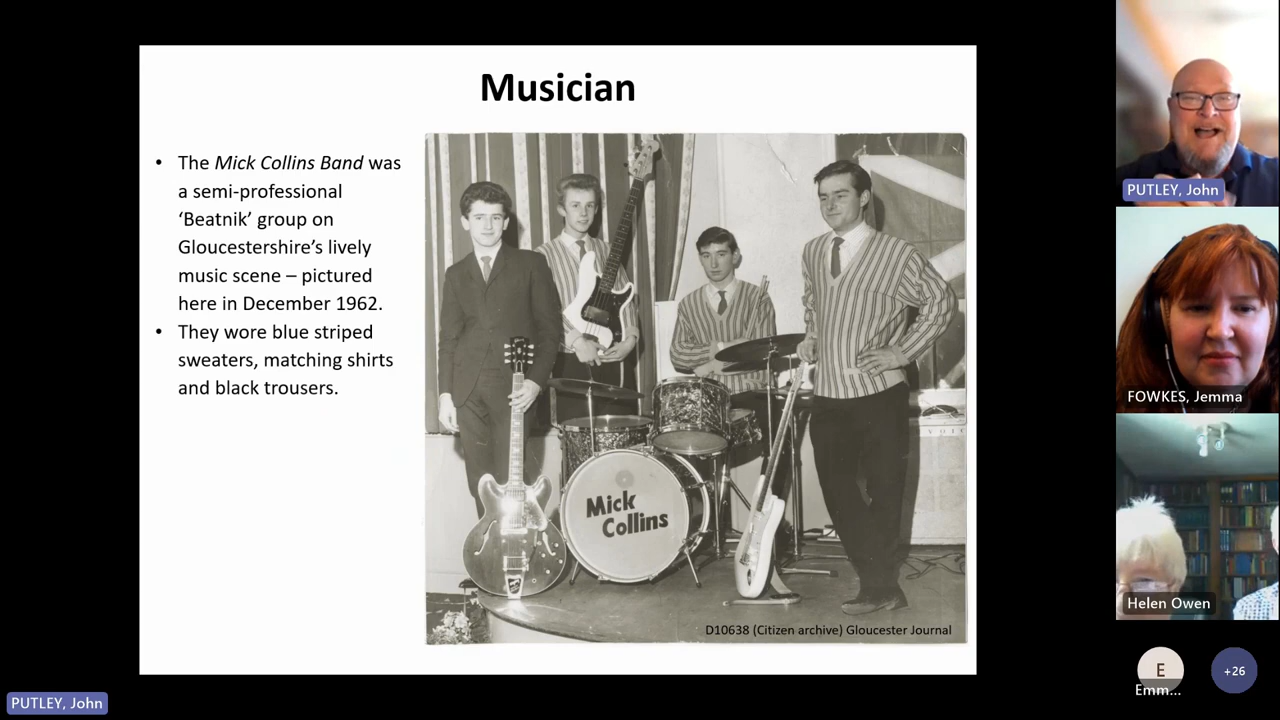 Musician
• The Mick Collins Band was
a semi-professional
‘Beatnik’ group on
Gloucestershire’s lively
music scene – pictured
here in December 1962.
• They wore blue striped
sweaters, matching shirts
and black trousers.
Mick
Collins
D10638 (Citizen archive) Gloucester Journal
PUTLEY, John
FOWKES, Jemma
Helen Owen
E
Emm...
+26
PUTLEY, John